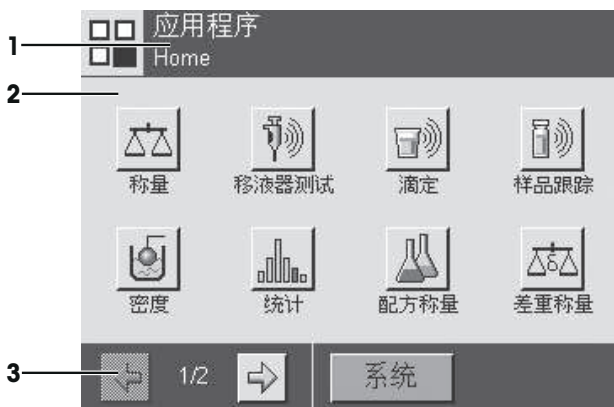 应用程序
1
Home
2
称量
移液器测试
滴定
样品跟踪
密度
统计
配方称量
δ
差重称量
3
1/2
系统